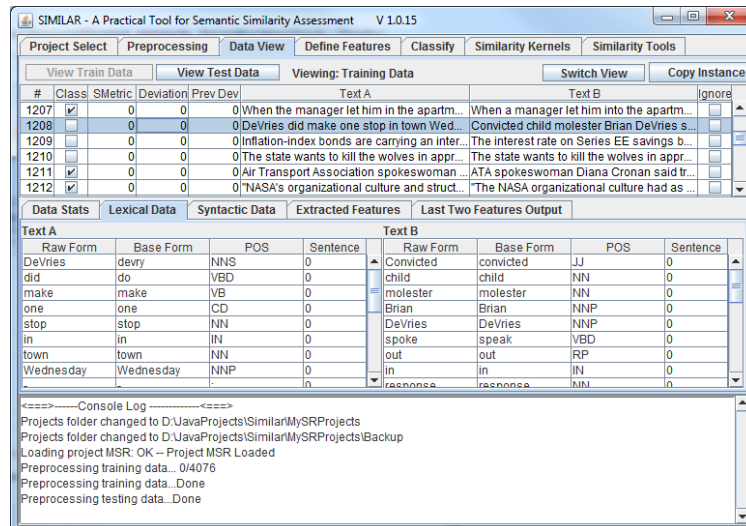 SIMILAR - A Practical Tool for Semantic Similarity Assessment V 1.0.15
Project Select Preprocessing Data View Define Features Classify Similarity Kernels Similarity Tools
View Train Data View Test Data Viewing: Training Data Switch View Copy Instance
# Class SMetric Deviation Prev Dev Text A Text B Ignore
1207 0 0 0 When the manager let him in the apartm... When a manager let him into the apartm...
1208 0 0 0 DeVries did make one stop in town Wed... Convicted child molester Brian DeVries s...
1209 0 0 0 Inflation-index bonds are carrying an inter... The interest rate on Series EE savings b...
1210 0 0 0 The state wants to kill the wolves in appr... The state wants to kill the wolves in appr...
1211 0 0 0 Air Transport Association spokeswoman ... ATA spokeswoman Diana Cronan said tr...
1212 0 0 0 "NASA's organizational culture and struct... "The NASA organizational culture had as ...
Data Stats Lexical Data Syntactic Data Extracted Features Last Two Features Output
Text A Text B
Raw Form Base Form POS Sentence Raw Form Base Form POS Sentence
DeVries devry NNS 0 Convicted convicted JJ 0
did do VBD 0 child child NN 0
make make VB 0 molester molester NN 0
one one CD 0 Brian Brian NNP 0
stop stop NN 0 DeVries DeVries NNP 0
in in IN 0 spoke speak VBD 0
town town NN 0 out out RP 0
Wednesday Wednesday NNP 0 in in IN 0
- - : 0 response response NN 0
<===>------Console Log -------------<===>
Projects folder changed to D:\JavaProjects\Similar\MySRProjects
Projects folder changed to D:\JavaProjects\Similar\MySRProjects\Backup
Loading project MSR: OK -- Project MSR Loaded
Preprocessing training data... 0/4076
Preprocessing training data...Done
Preprocessing testing data...Done